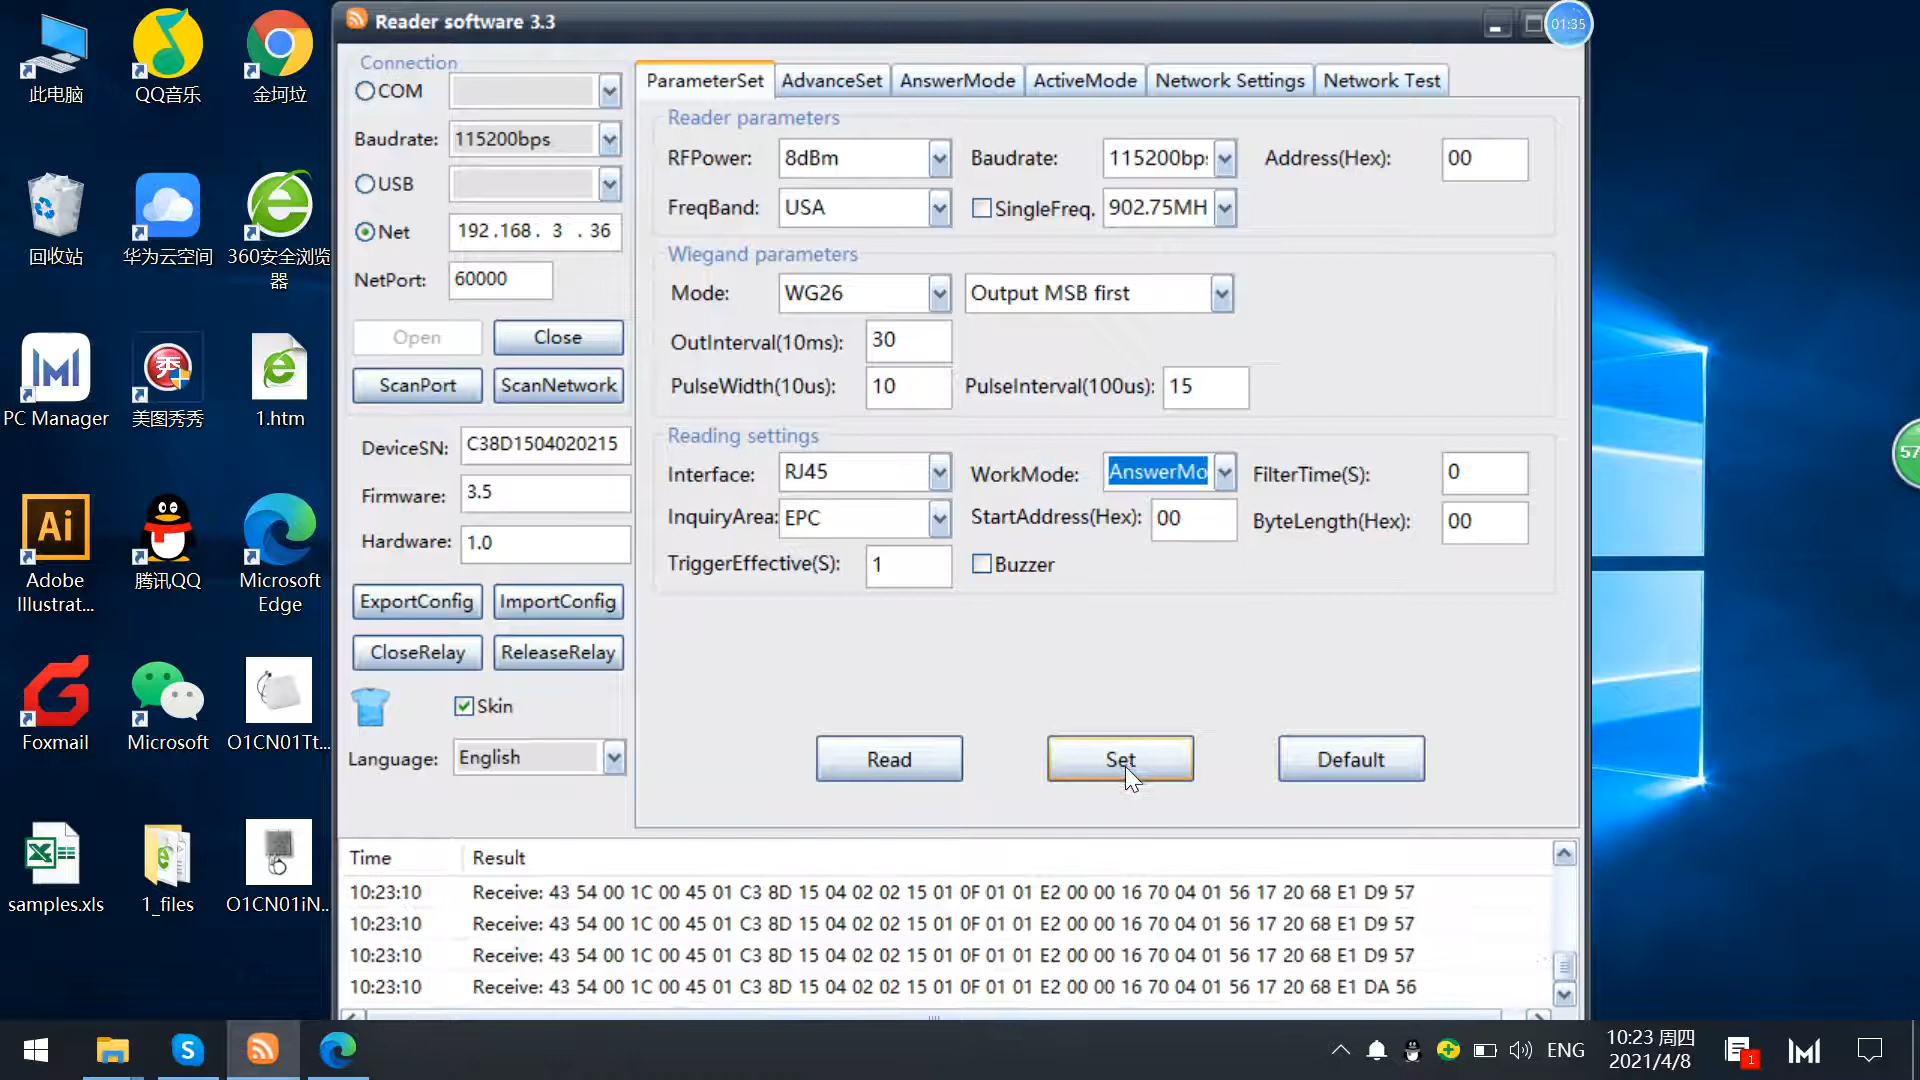 此电脑
QQ音乐
金坷垃
回收站
华为云空间
360安全浏览
器
PC Manager
美图秀秀
1.htm
Ai
Adobe
Illustrat...
腾讯QQ
Microsoft
Edge
Foxmail
Microsoft
O1CN01Tt...
samples.xls
1_files
O1CN01iN...
Reader software 3.3
01:35
Connection
COM
Baudrate: 115200bps
USB
Net 192.168. 3 . 36
NetPort: 60000
Open Close
ScanPort ScanNetwork
DeviceSN: C38D1504020215
Firmware: 3.5
Hardware: 1.0
ExportConfig ImportConfig
CloseRelay ReleaseRelay
Skin
Language: English
ParameterSet AdvanceSet AnswerMode ActiveMode Network Settings Network Test
Reader parameters
RFPower: 8dBm Baudrate: 115200bp Address(Hex): 00
FreqBand: USA SingleFreq. 902.75MH
Wiegand parameters
Mode: WG26 Output MSB first
OutInterval(10ms): 30
PulseWidth(10us): 10 PulseInterval(100us): 15
Reading settings
Interface: RJ45 WorkMode: AnswerMo FilterTime(S): 0
InquiryArea: EPC StartAddress(Hex): 00 ByteLength(Hex): 00
TriggerEffective(S): 1 Buzzer
Read Set Default
Time Result
10:23:10 Receive: 43 54 00 1C 00 45 01 C3 8D 15 04 02 02 15 01 0F 01 01 E2 00 00 16 70 04 01 56 17 20 68 E1 D9 57
10:23:10 Receive: 43 54 00 1C 00 45 01 C3 8D 15 04 02 02 15 01 0F 01 01 E2 00 00 16 70 04 01 56 17 20 68 E1 D9 57
10:23:10 Receive: 43 54 00 1C 00 45 01 C3 8D 15 04 02 02 15 01 0F 01 01 E2 00 00 16 70 04 01 56 17 20 68 E1 D9 57
10:23:10 Receive: 43 54 00 1C 00 45 01 C3 8D 15 04 02 02 15 01 0F 01 01 E2 00 00 16 70 04 01 56 17 20 68 E1 DA 56
57
ENG
10:23 周四
2021/4/8
1